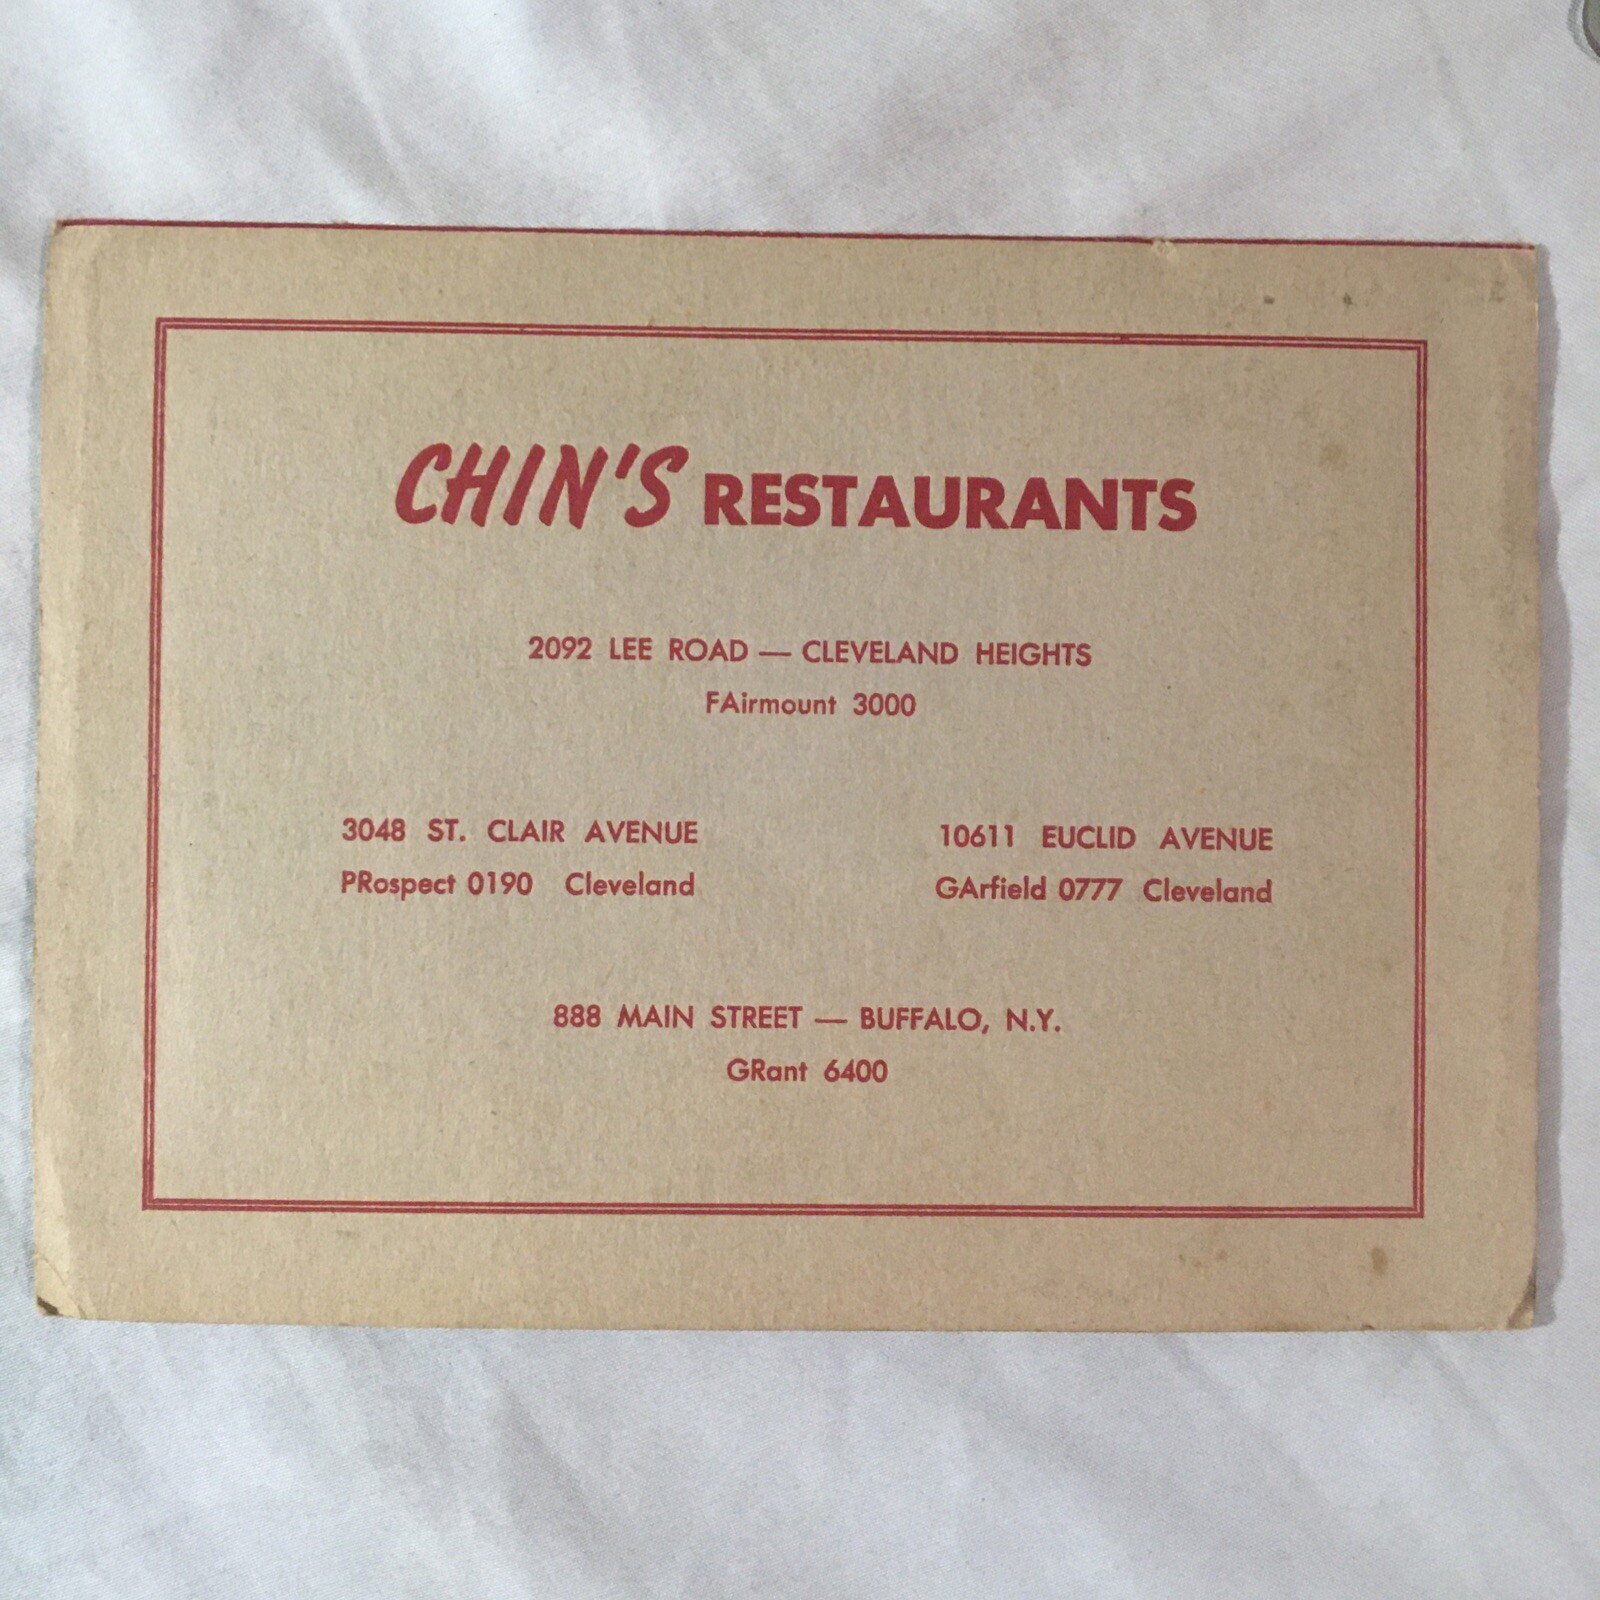 CHIN'S RESTAURANTS
2092 LEE ROAD — CLEVELAND HEIGHTS
FAirmount 3000
3048 ST. CLAIR AVENUE
PRospect 0190 Cleveland
10611 EUCLID AVENUE
GArfield 0777 Cleveland
888 MAIN STREET — BUFFALO, N.Y.
GRant 6400